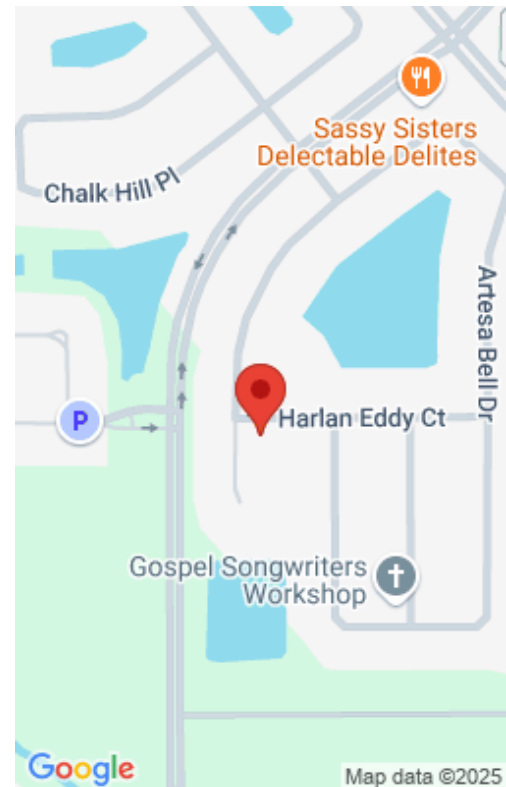 Sassy Sisters
Delectable Delites
Chalk Hill Pl
Artesa Bell Dr
P
Harlan Eddy Ct
Gospel Songwriters
Workshop
Google
Map data ©2025